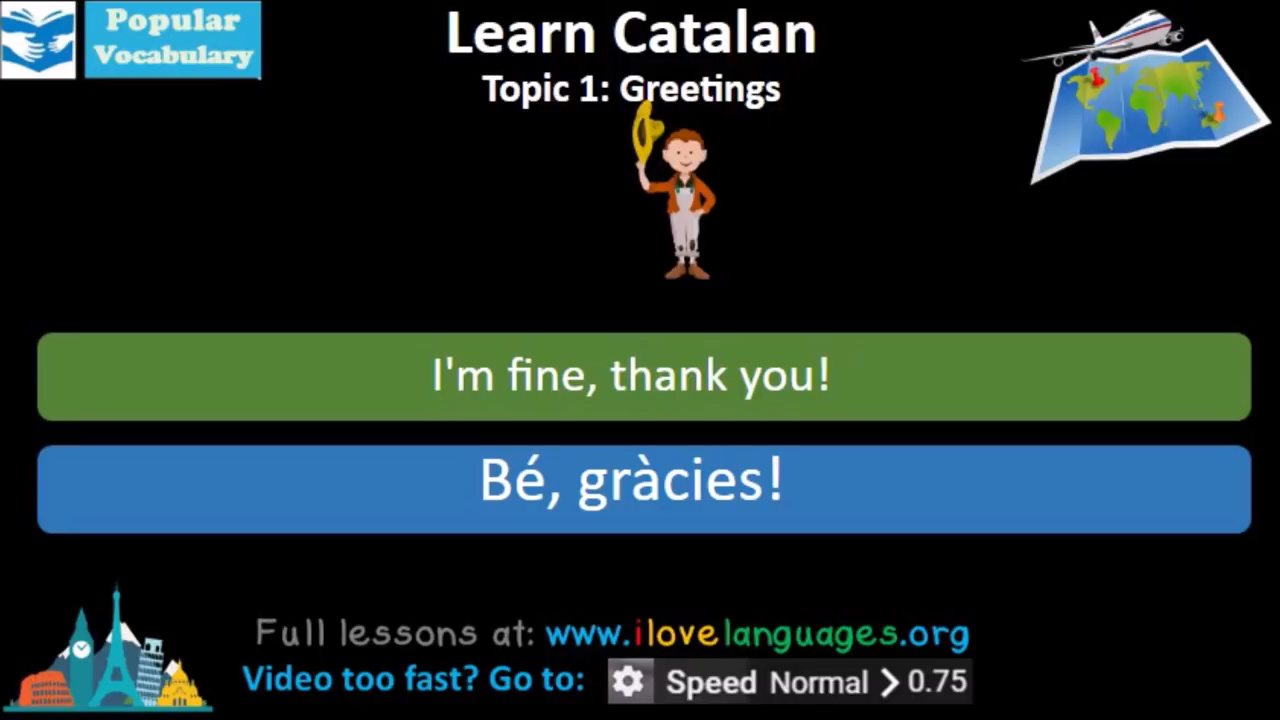 Popular
Vocabulary
Learn Catalan
Topic 1: Greetings
I'm fine, thank you!
Bé, gràcies!
Full lessons at: www.ilovelanguages.org
Video too fast? Go to: Speed Normal > 0.75